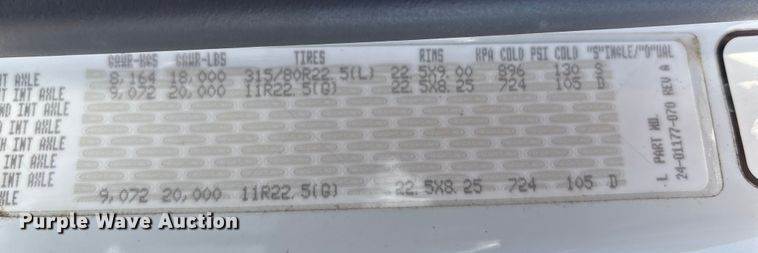 GAWR-KGS GAWR-LBS TIRES RIMS KPA COLD PSI COLD "S"INGLE/"D"UAL
NT AXLE 8,164 18,000 315/80R22.5(L) 22.5X9.00 896 130 S
T INT AXLE 9,072 20,000 11R22.5(G) 22.5X8.25 724 105 D
ND INT AXLE
D INT AXLE
H INT AXLE
INT AXLE
INT AXLE
XLE 9,072 20,000 11R22.5(G) 22.5X8.25 724 105 D
L PART NO.
24-01177-070 REV A
Purple Wave Auction